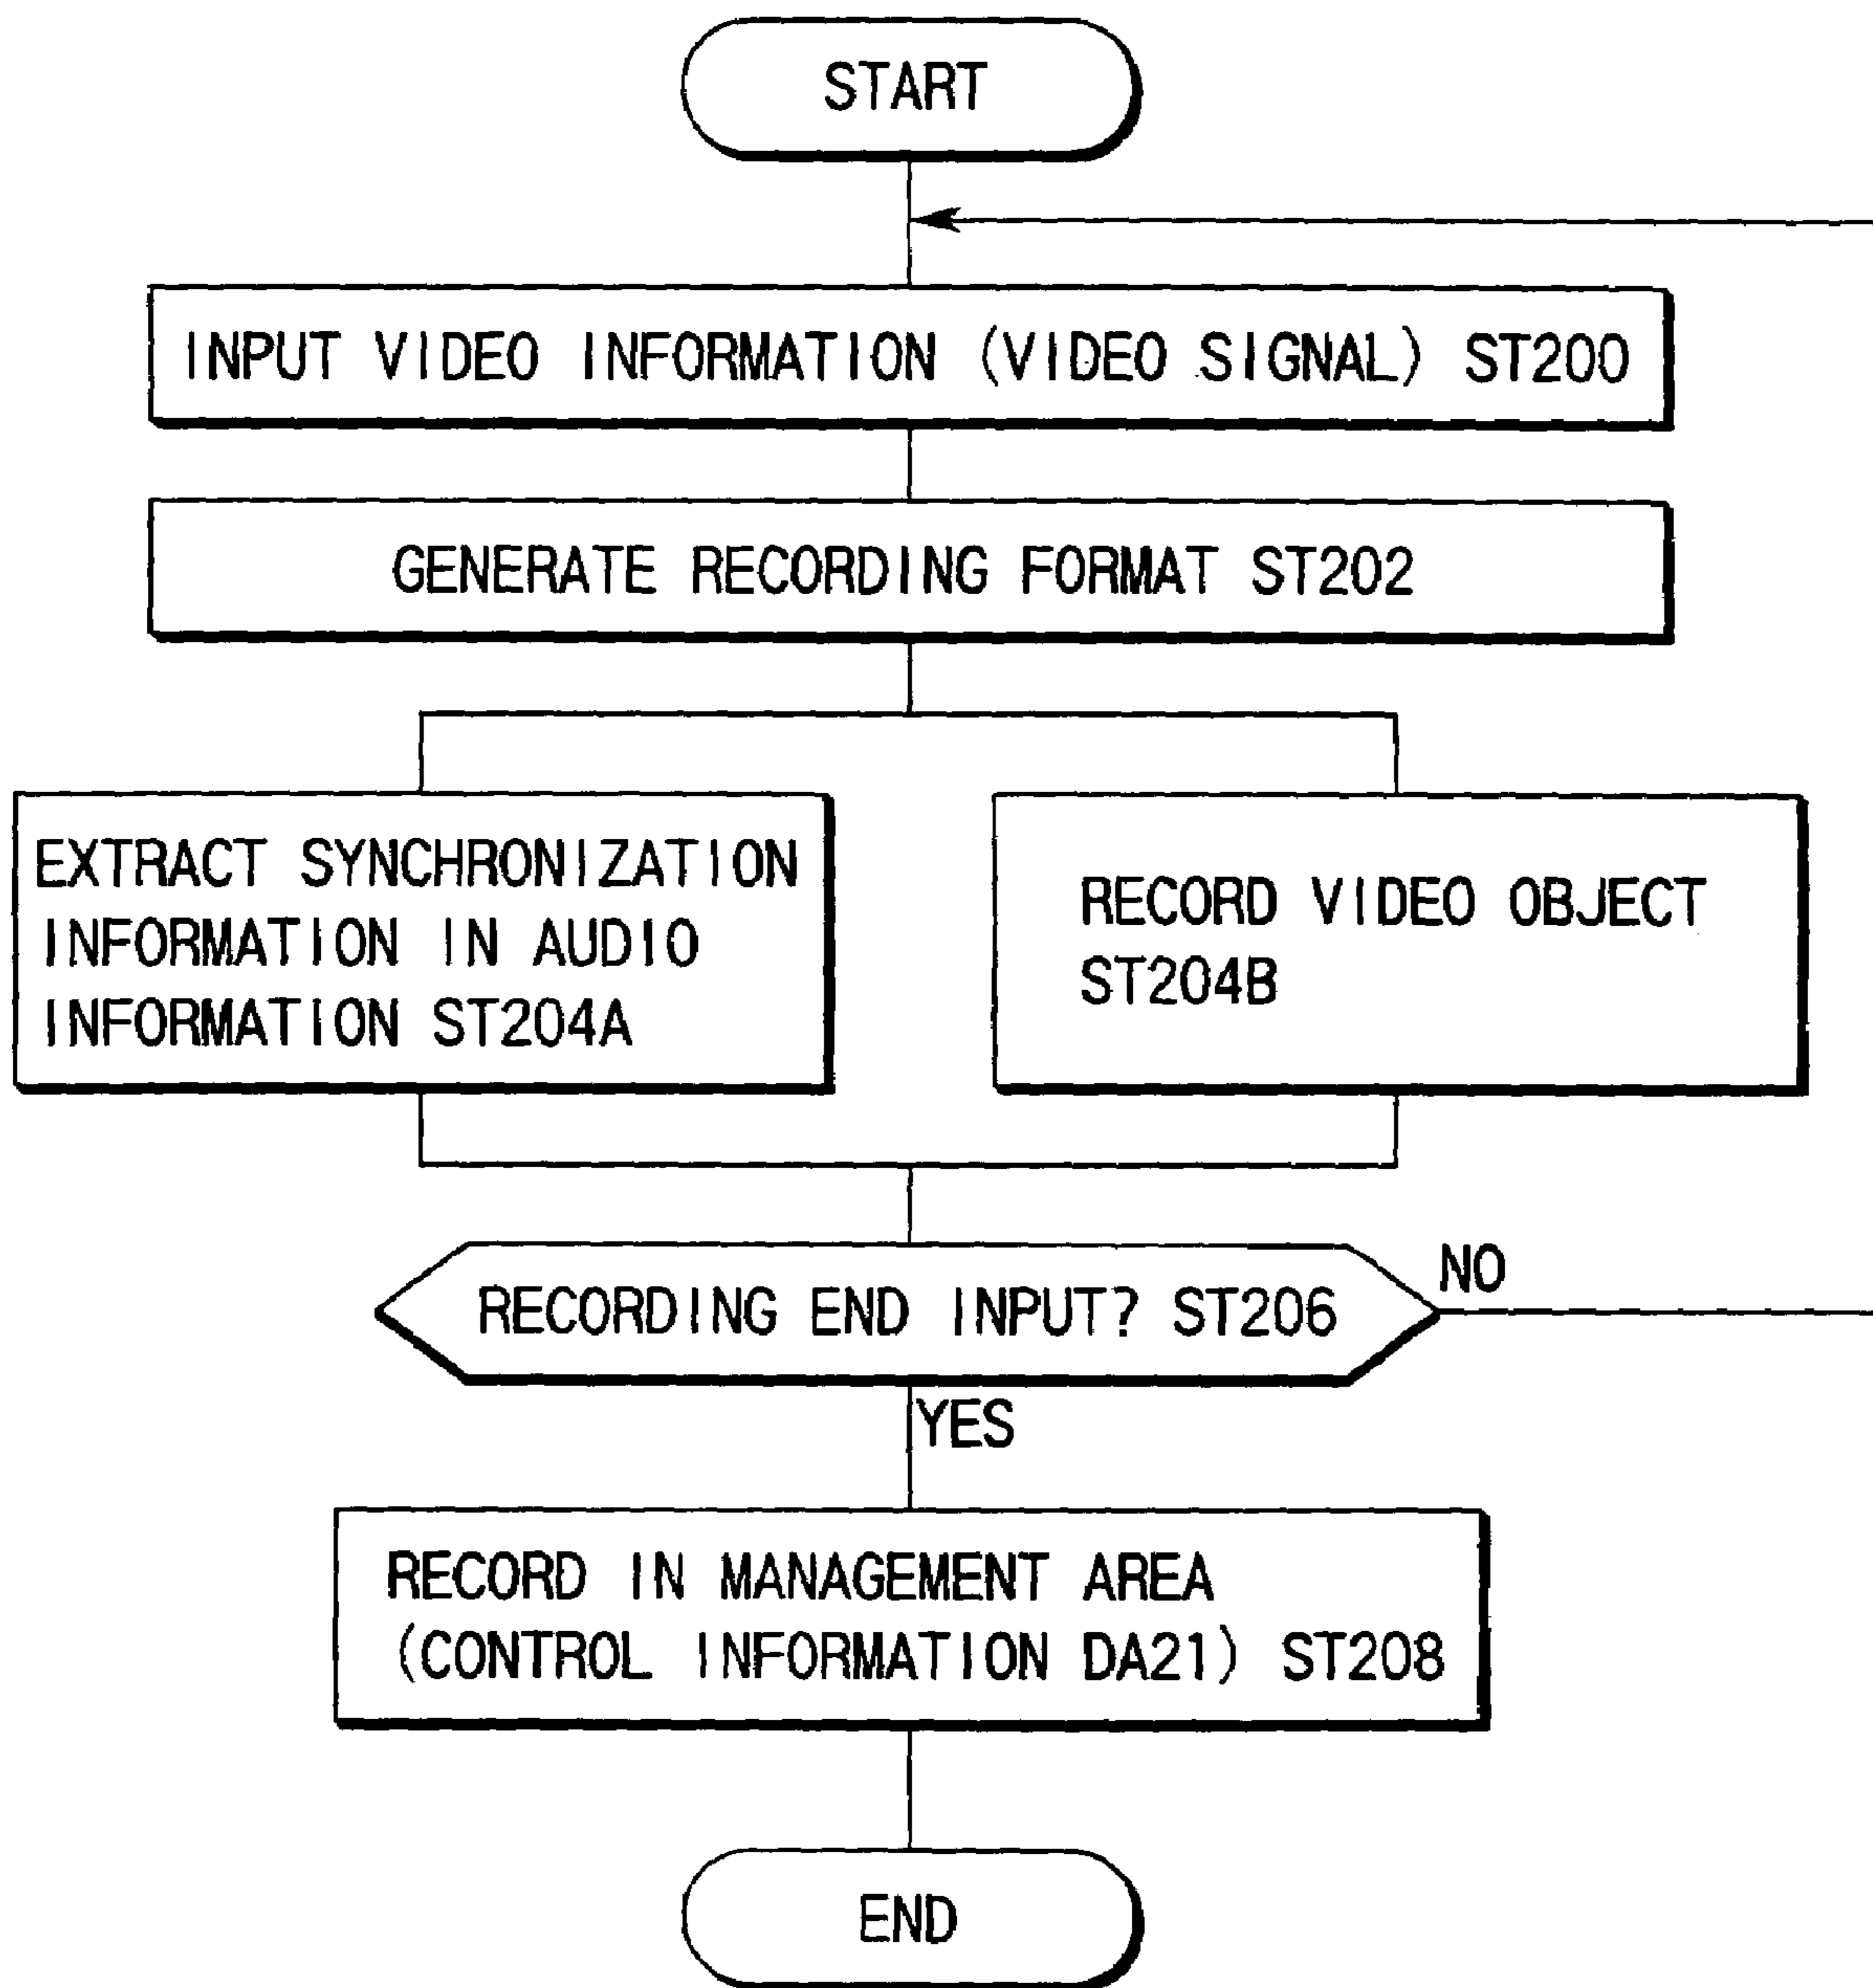 START
INPUT VIDEO INFORMATION (VIDEO SIGNAL) ST200
GENERATE RECORDING FORMAT ST202
EXTRACT SYNCHRONIZATION
INFORMATION IN AUDIO
INFORMATION ST204A
RECORD VIDEO OBJECT
ST204B
RECORDING END INPUT? ST206
NO
YES
RECORD IN MANAGEMENT AREA
(CONTROL INFORMATION DA21) ST208
END